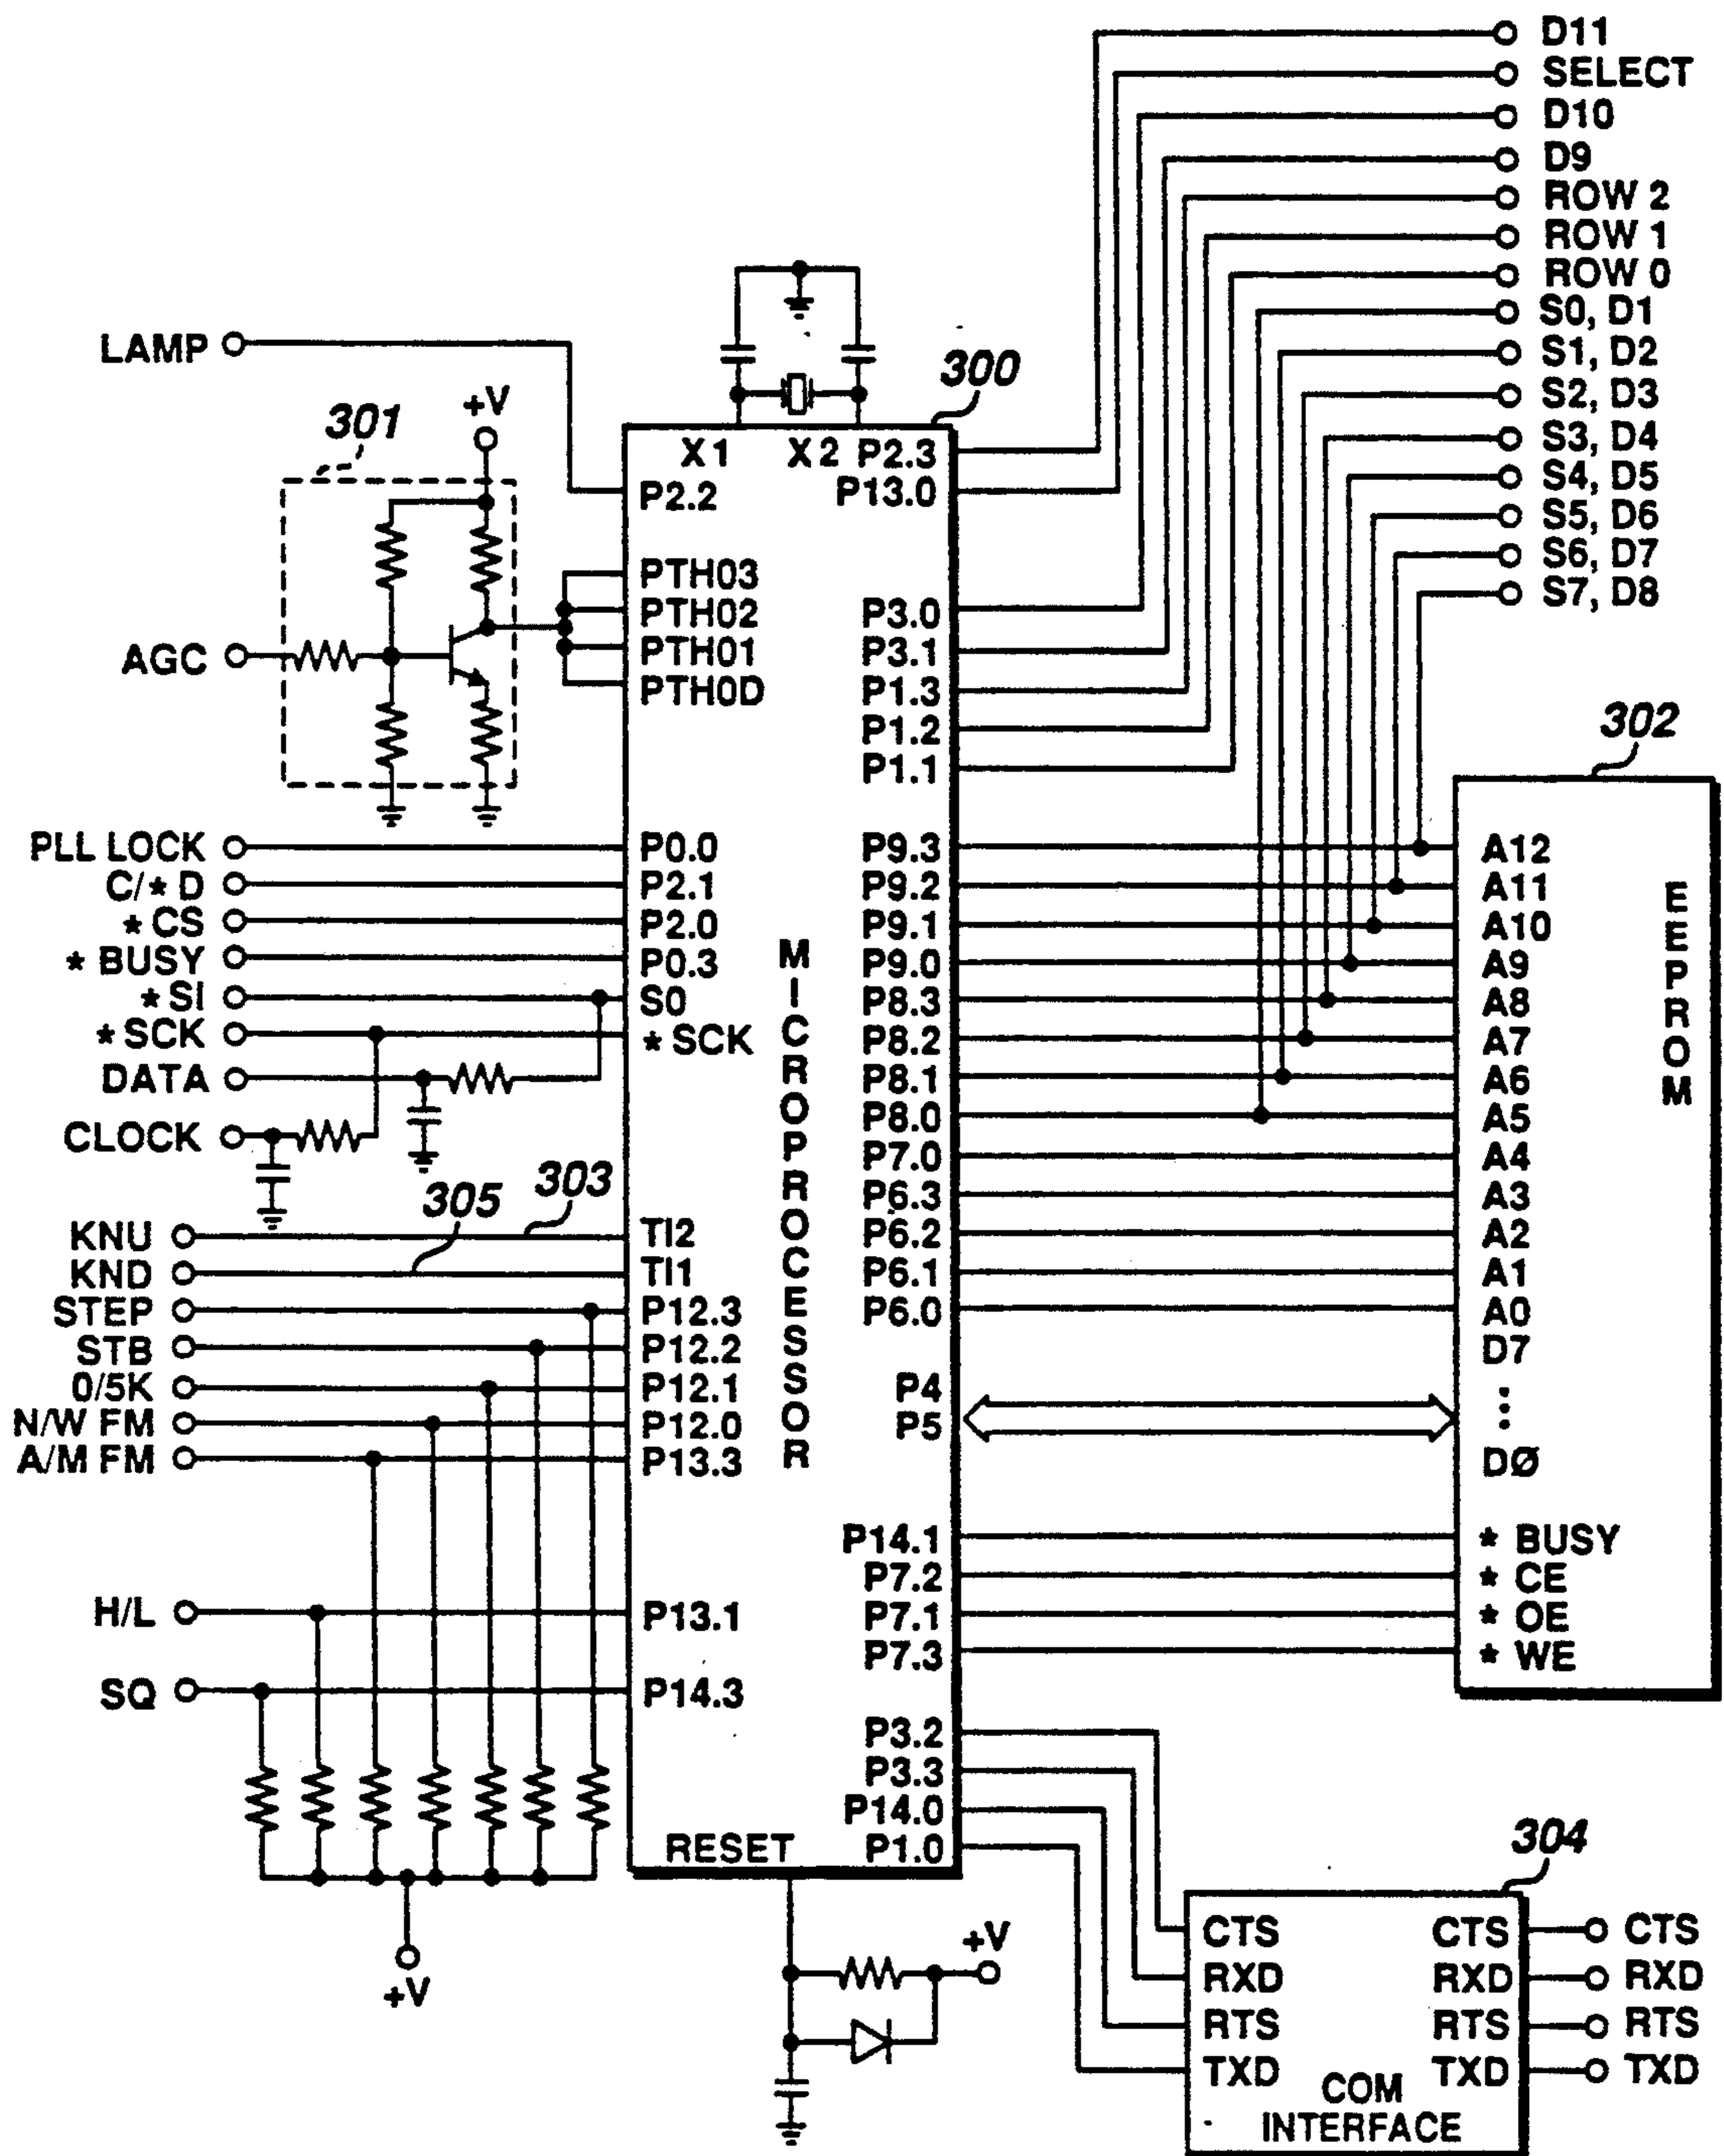 D11
SELECT
D10
D9
ROW 2
ROW 1
ROW 0
S0, D1
S1, D2
S2, D3
S3, D4
S4, D5
S5, D6
S6, D7
S7, D8
LAMP
+V
301
AGC
300
X1 X2 P2.3
P13.0
P2.2
PTH03
PTH02
PTH01
PTH0D
P3.0
P3.1
P1.3
P1.2
P1.1
302
PLL LOCK
C/* D
* CS
* BUSY
* SI
* SCK
DATA
CLOCK
P0.0
P2.1
P2.0
P0.3
S0
* SCK
MICROPROCESSOR
P9.3
P9.2
P9.1
P9.0
P8.3
P8.2
P8.1
P8.0
P7.0
P6.3
P6.2
P6.1
P6.0
P4
P5
A12
A11
A10
A9
A8
A7
A6
A5
A4
A3
A2
A1
A0
D7
DØ
EEPROM
303
305
KNU
KND
STEP
STB
0/5K
N/W FM
A/M FM
TI2
TI1
P12.3
P12.2
P12.1
P12.0
P13.3
H/L
P13.1
SQ
P14.3
P14.1
P7.2
P7.1
P7.3
* BUSY
* CE
* OE
* WE
P3.2
P3.3
P14.0
RESET P1.0
+V
+V
304
CTS CTS CTS
RXD RXD RXD
RTS RTS RTS
TXD TXD TXD
COM
INTERFACE